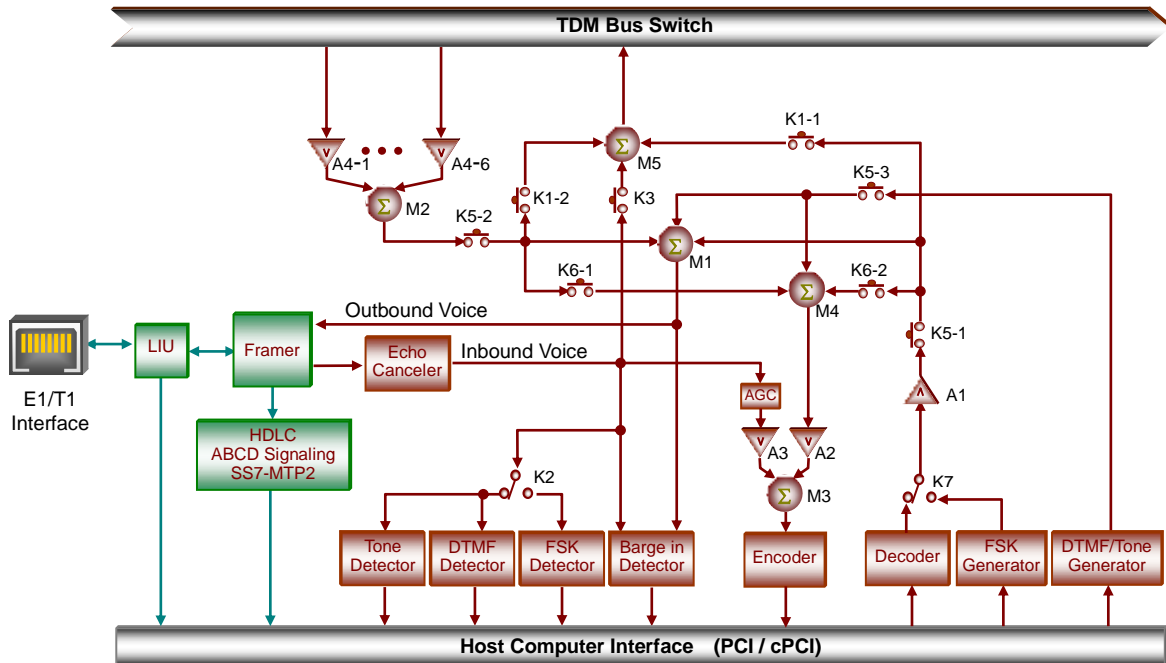 TDM Bus Switch
K1-1
A4-1
A4-6
Σ
M5
K5-3
K1-2
K3
Σ
M2
K5-2
Σ
M1
K6-1
Σ
K6-2
M4
K5-1
Outbound Voice
LIU
Framer
Echo
Canceler
Inbound Voice
A1
AGC
E1/T1
Interface
HDLC
ABCD Signaling
SS7-MTP2
A3
A2
K2
K7
Σ
M3
Tone
Detector
DTMF
Detector
FSK
Detector
Barge in
Detector
Encoder
Decoder
FSK
Generator
DTMF/Tone
Generator
Host Computer Interface (PCI / cPCI)